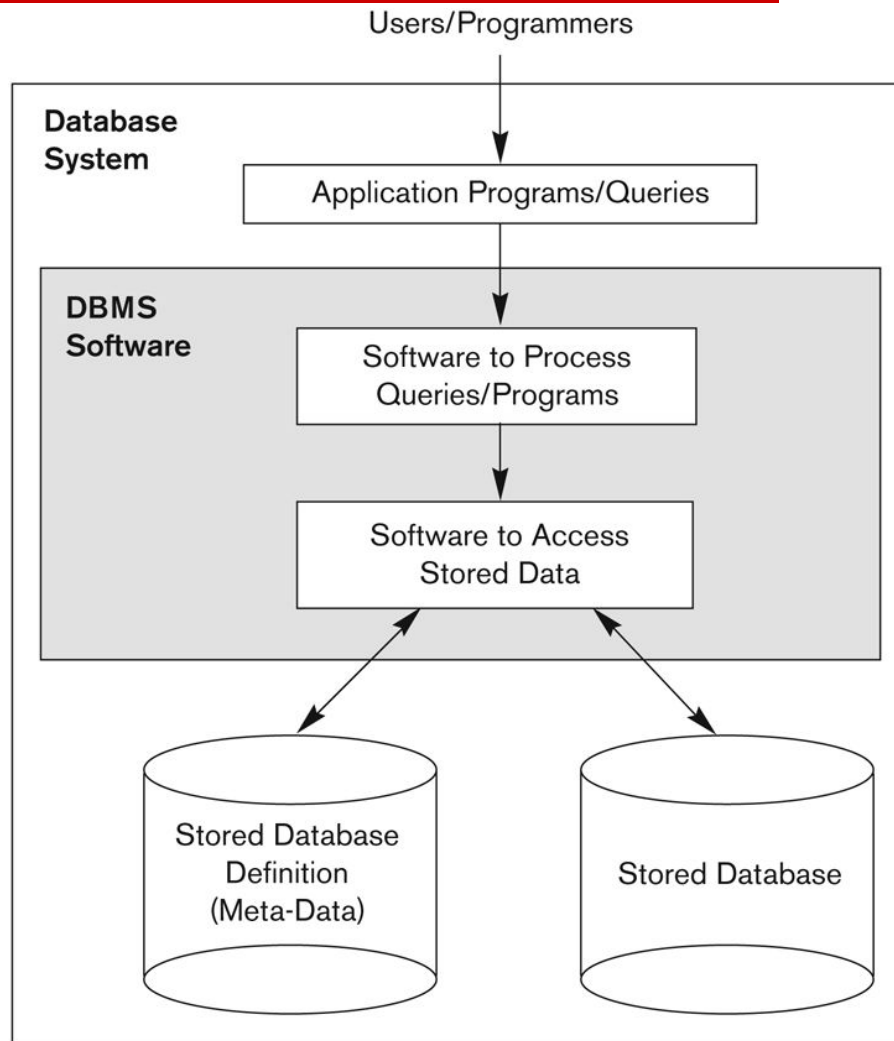 Users/Programmers
Database
System
Application Programs/Queries
DBMS
Software
Software to Process
Queries/Programs
Software to Access
Stored Data
Stored Database
Definition
(Meta-Data)
Stored Database